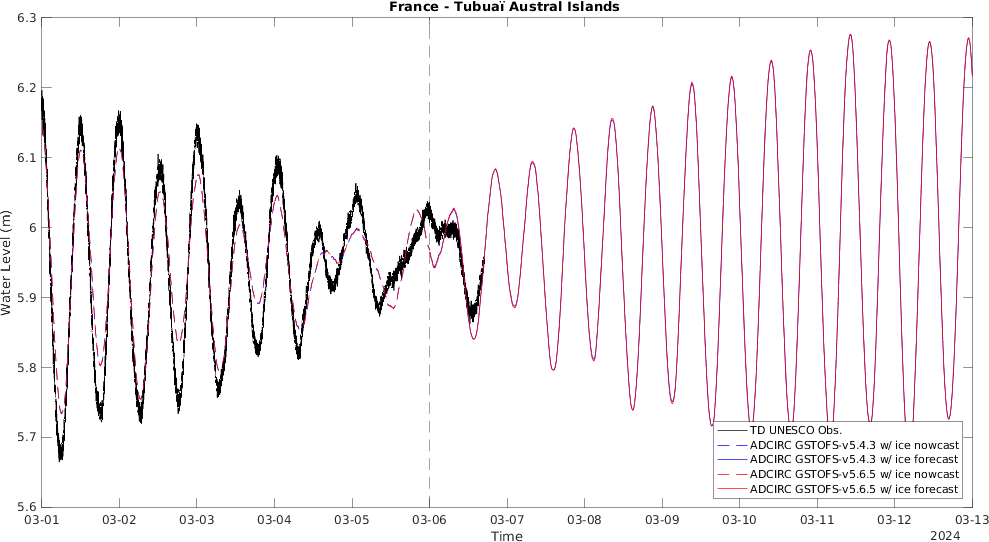 France - Tubuaï Austral Islands
6.3
6.2
6.1
6
5.9
5.8
5.7
5.6
Water Level (m)
TD UNESCO Obs.
ADCIRC GSTOFS-v5.4.3 w/ ice nowcast
ADCIRC GSTOFS-v5.4.3 w/ ice forecast
ADCIRC GSTOFS-v5.6.5 w/ ice nowcast
ADCIRC GSTOFS-v5.6.5 w/ ice forecast
03-01 03-02 03-03 03-04 03-05 03-06 03-07 03-08 03-09 03-10 03-11 03-12 03-13
Time
2024